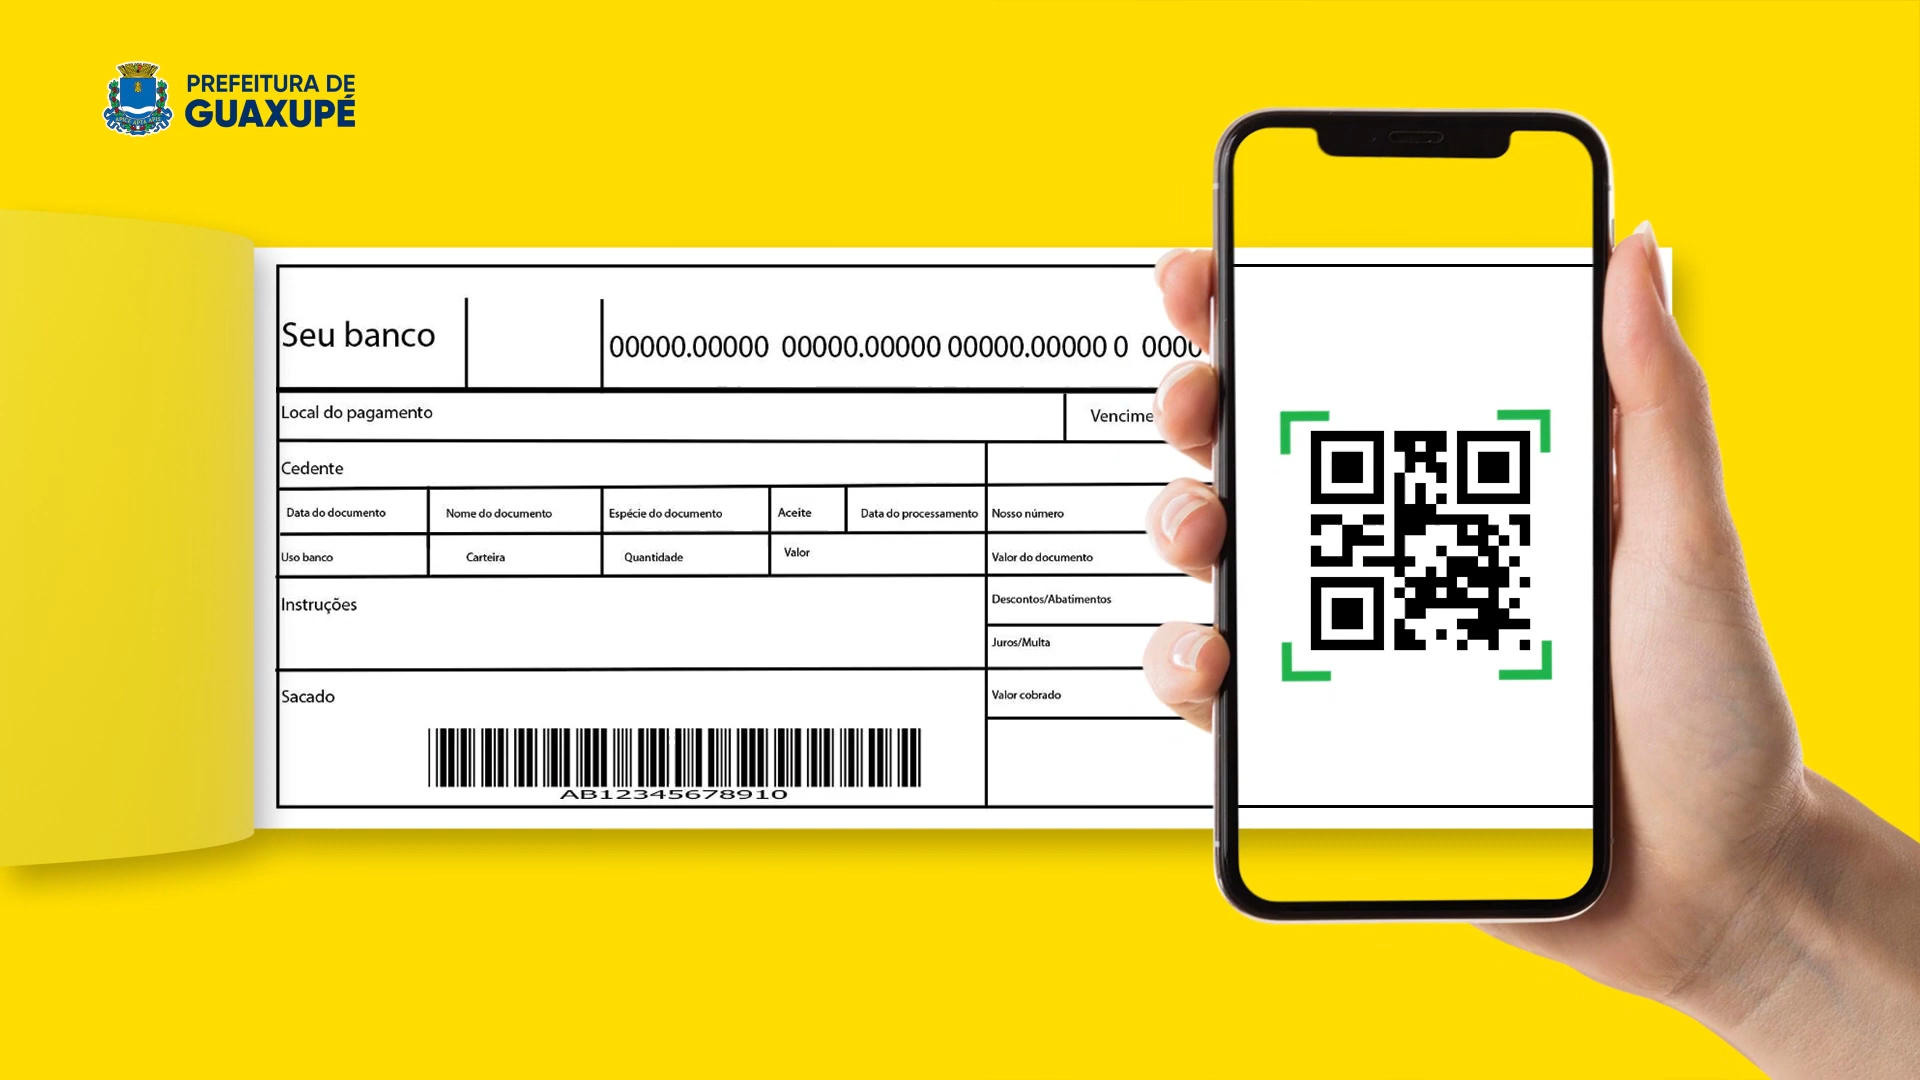 PREFEITURA DE
GUAXUPÉ
Seu banco
00000.00000 00000.00000 00000.00000 0 0000
Local do pagamento
Vencime
Cedente
Data do documento Nome do documento Espécie do documento Aceite Data do processamento Nosso número
Uso banco Carteira Quantidade Valor Valor do documento
Instruções
Descontos/Abatimentos
Juros/Multa
Sacado
Valor cobrado
AB12345678910